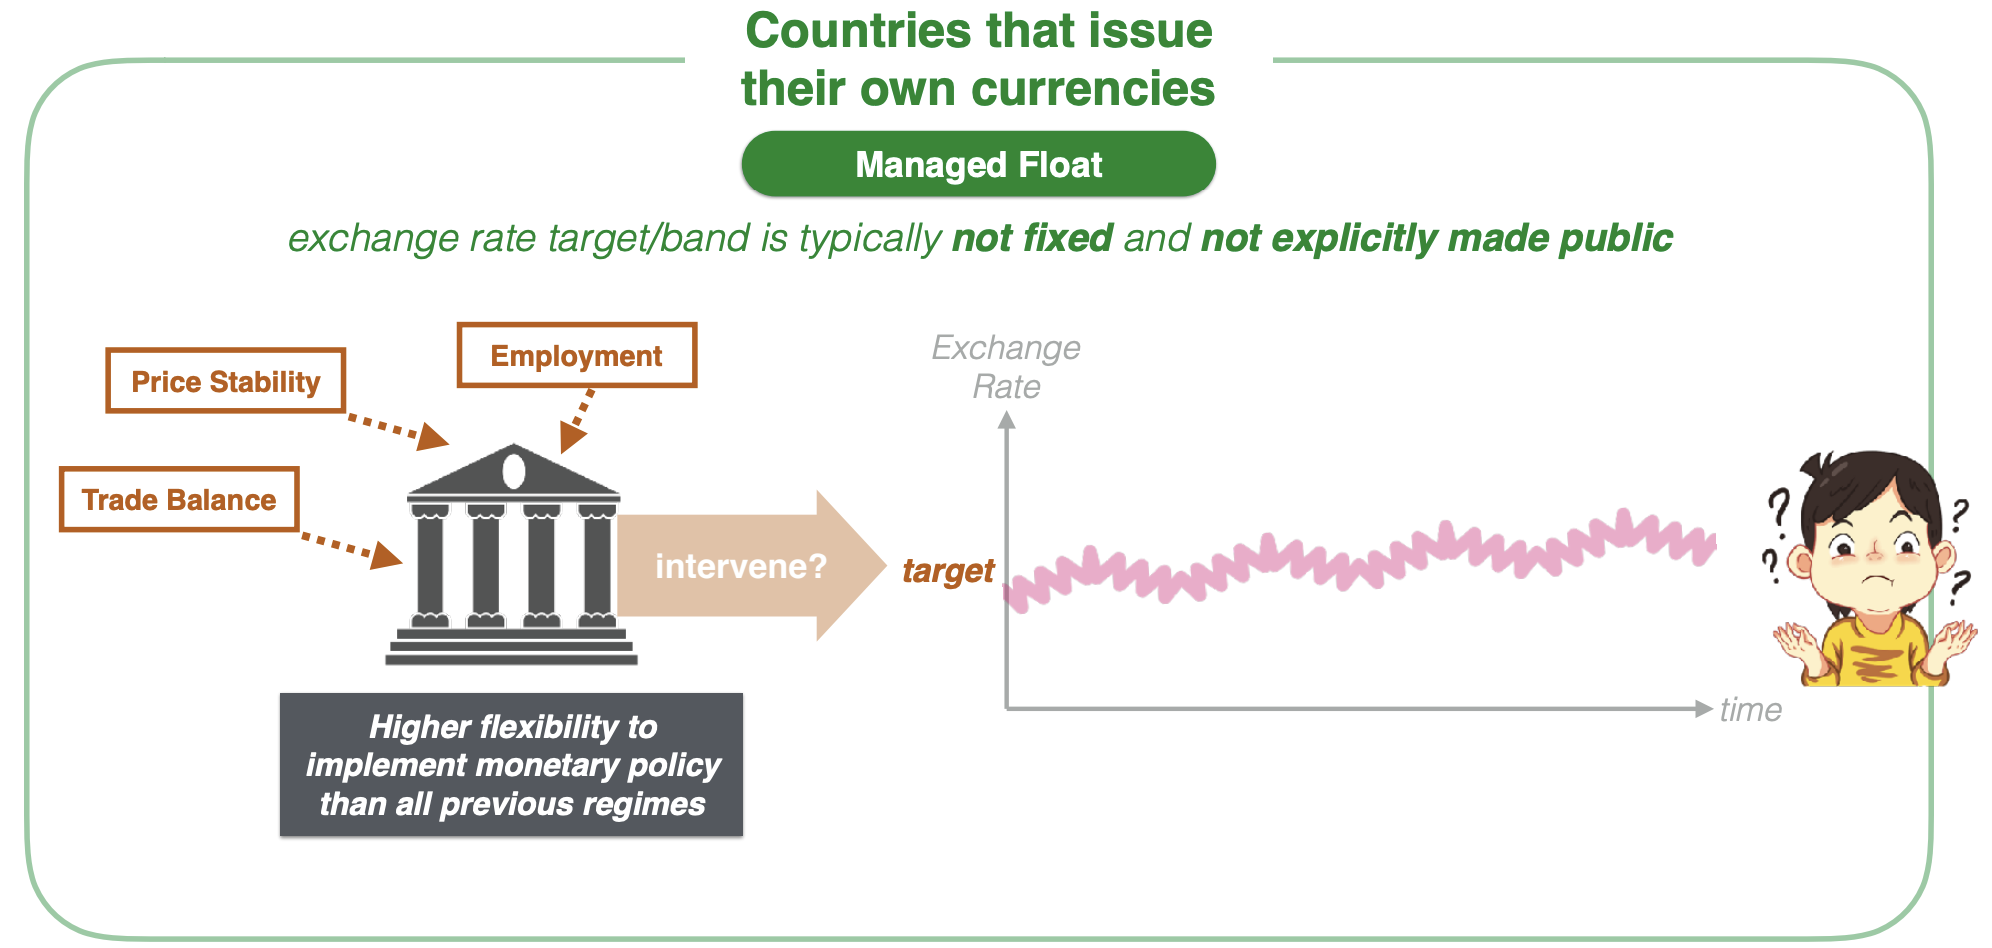 Countries that issue
their own currencies
Managed Float
exchange rate target/band is typically not fixed and not explicitly made public
Price Stability
Employment
Trade Balance
intervene?
Higher flexibility to
implement monetary policy
than all previous regimes
Exchange
Rate
target
time
? ? ? ?